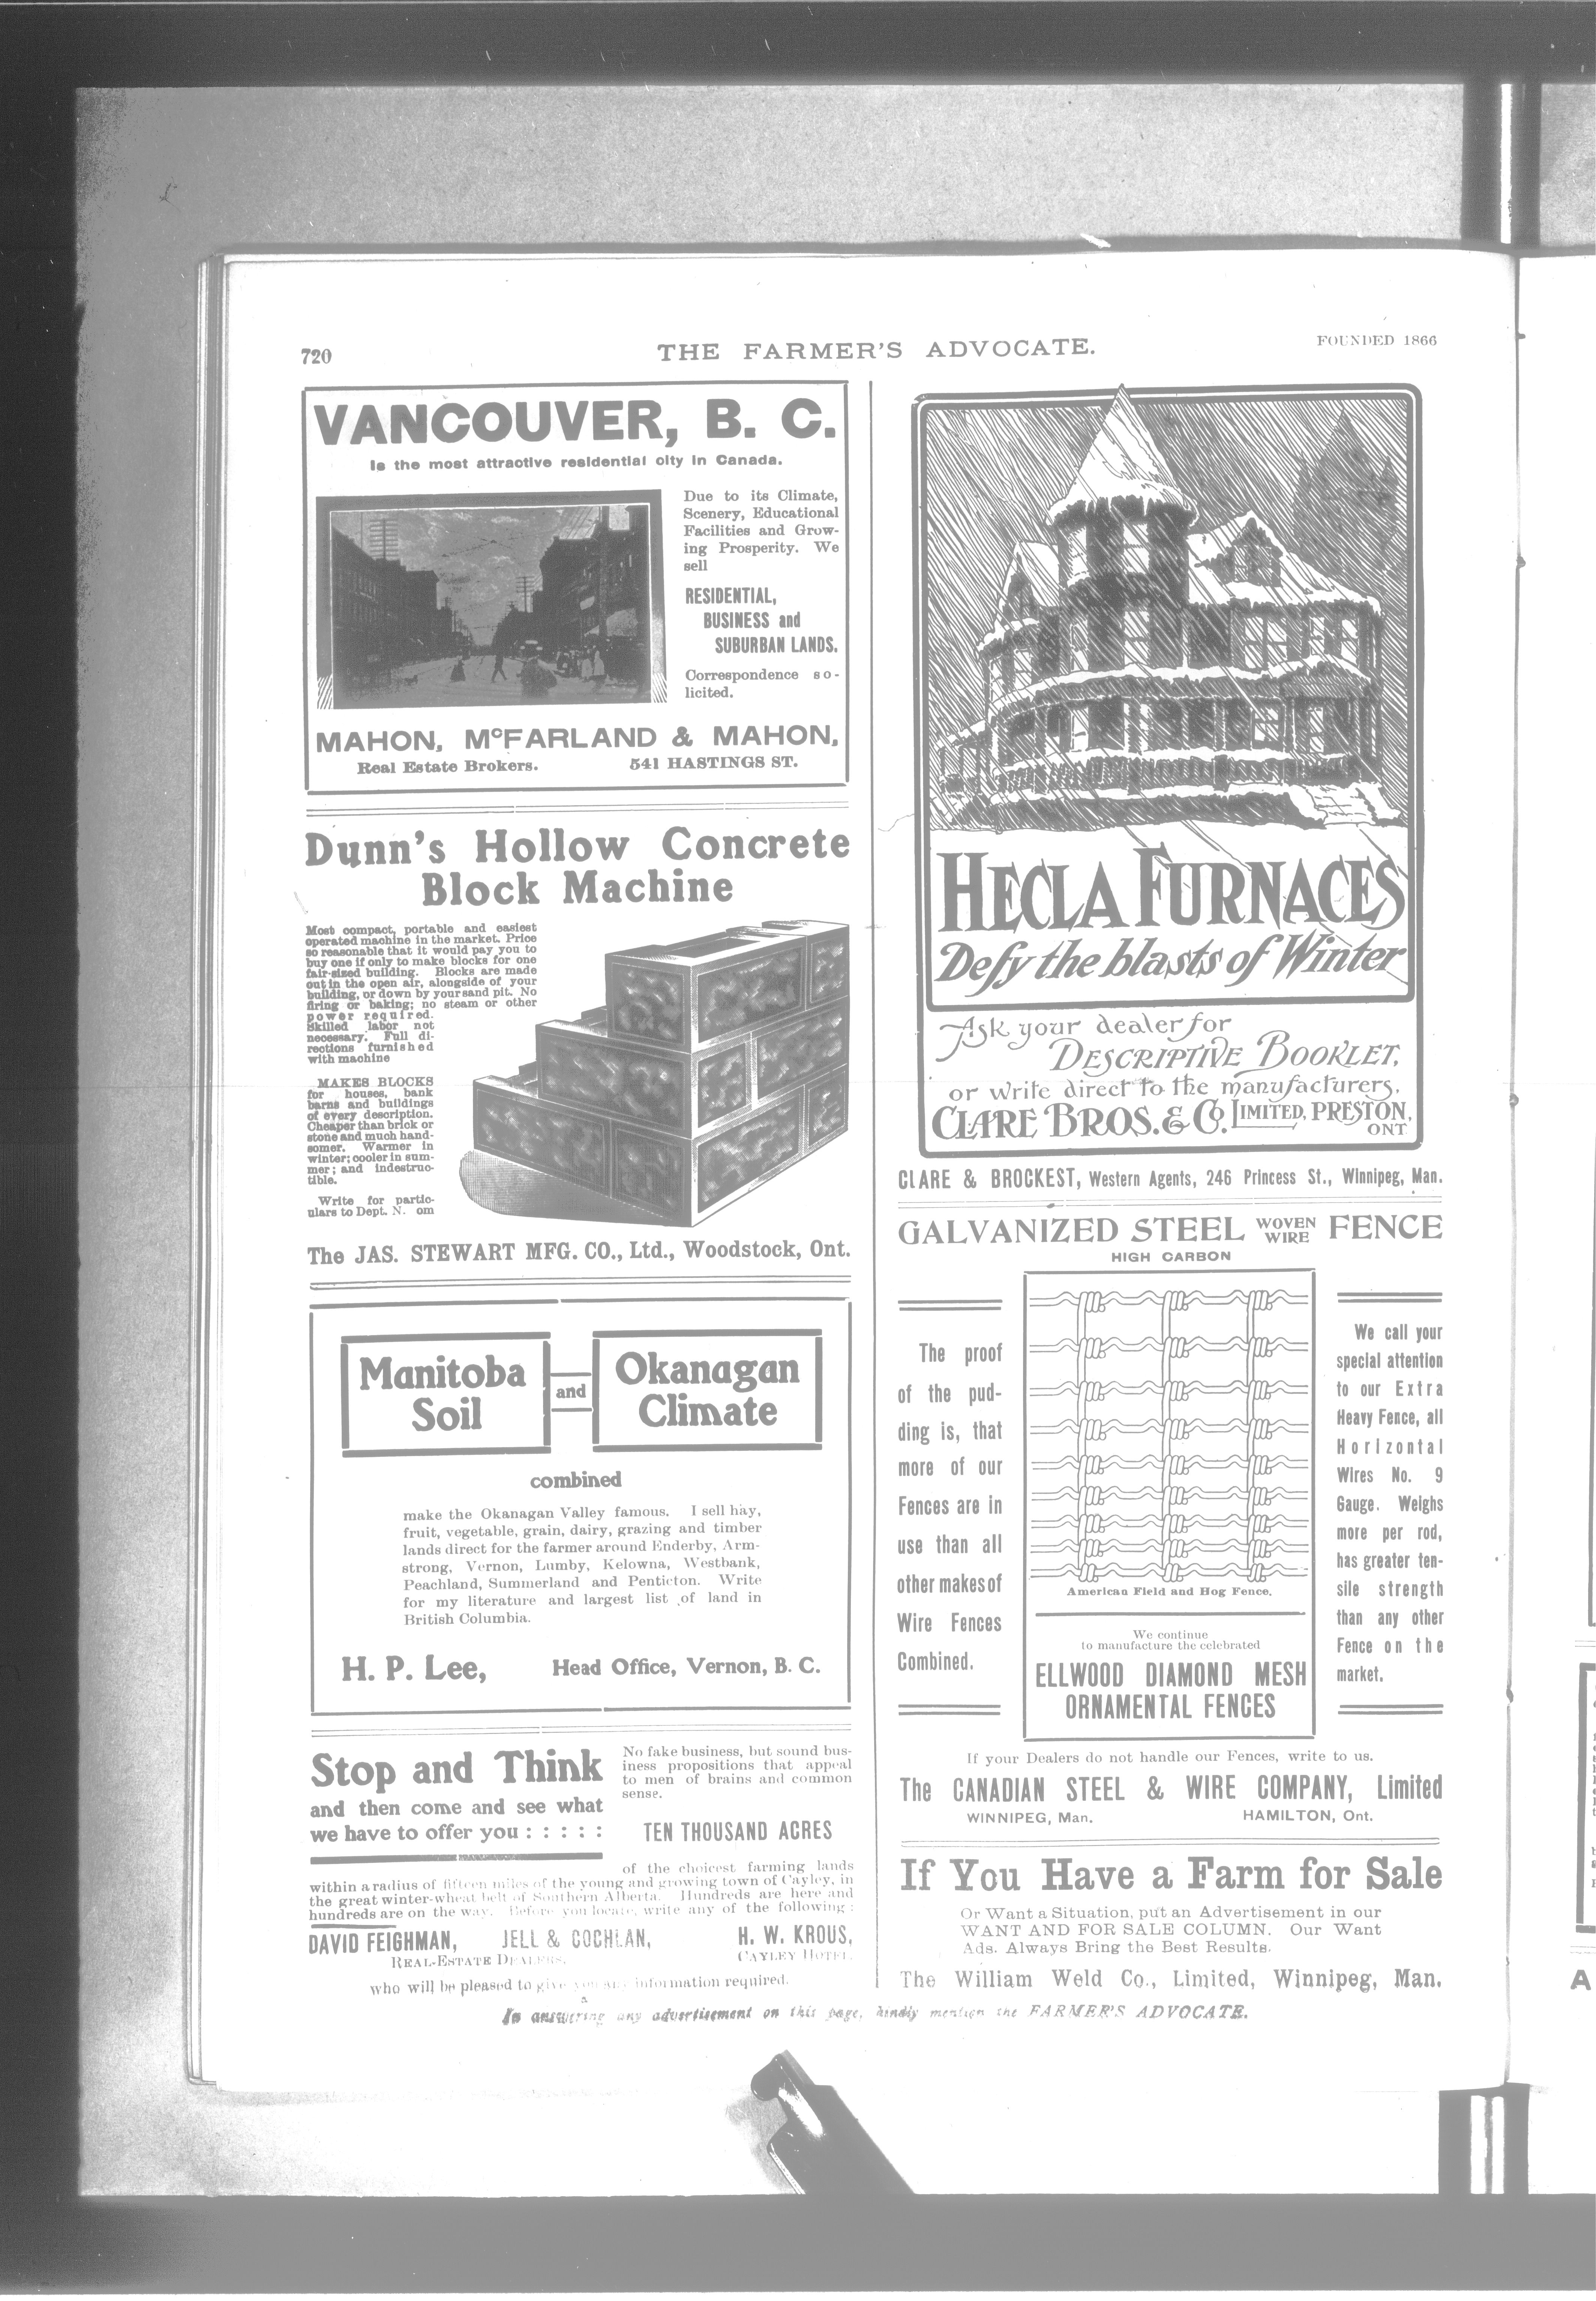 720
THE FARMER'S ADVOCATE.
FOUNDED 1866
VANCOUVER, B. C.
Is the most attractive residential city in Canada.
Due to its Climate,
Scenery, Educational
Facilities and Grow-
ing Prosperity. We
sell
RESIDENTIAL,
BUSINESS and
SUBURBAN LANDS.
Correspondence so-
licited.
MAHON, McFARLAND & MAHON,
Real Estate Brokers. 541 HASTINGS ST.
Dunn's Hollow Concrete
Block Machine
Most compact, portable and easiest
operated machine in the market. Price
so reasonable that it would pay you to
buy one if only to make blocks for one
fair-sized building. Blocks are made
out in the open air, alongside of your
building, or down by your sand pit. No
firing or baking; no steam or other
power required.
Skilled labor not
necessary. Full di-
rections furnished
with machine
MAKES BLOCKS
for houses, bank
barns and buildings
of every description.
Cheaper than brick or
stone and much hand-
somer. Warmer in
winter; cooler in sum-
mer; and indestruc-
tible.
Write for partic-
ulars to Dept. N. om
The JAS. STEWART MFG. CO., Ltd., Woodstock, Ont.
Manitoba
Soil
and
Okanagan
Climate
combined
make the Okanagan Valley famous. I sell hay,
fruit, vegetable, grain, dairy, grazing and timber
lands direct for the farmer around Enderby, Arm-
strong, Vernon, Lumby, Kelowna, Westbank,
Peachland, Summerland and Penticton. Write
for my literature and largest list of land in
British Columbia.
H. P. Lee, Head Office, Vernon, B. C.
Stop and Think
and then come and see what
we have to offer you : : : : :
No fake business, but sound bus-
iness propositions that appeal
to men of brains and common
sense.
TEN THOUSAND ACRES
of the choicest farming lands
within a radius of fifteen miles of the young and growing town of Cayley, in
the great winter-wheat belt of Southern Alberta. Hundreds are here and
hundreds are on the way. Before you locate, write any of the following :
DAVID FEIGHMAN, JELL & COCHLAN, H. W. KROUS,
REAL-ESTATE DEALERS, CAYLEY HOTEL,
who will be pleased to give you any information required.
HECLA FURNACES
Defy the blasts of Winter
Ask your dealer for
DESCRIPTIVE BOOKLET,
or write direct to the manufacturers,
CLARE BROS. & Co. LIMITED, PRESTON,
ONT.
CLARE & BROCKEST, Western Agents, 246 Princess St., Winnipeg, Man.
GALVANIZED STEEL WOVEN WIRE FENCE
HIGH CARBON
The proof
of the pud-
ding is, that
more of our
Fences are in
use than all
other makes of
Wire Fences
Combined.
American Field and Hog Fence.
We continue
to manufacture the celebrated
ELLWOOD DIAMOND MESH
ORNAMENTAL FENCES
We call your
special attention
to our Extra
Heavy Fence, all
Horizontal
Wires No. 9
Gauge. Weighs
more per rod,
has greater ten-
sile strength
than any other
Fence on the
market.
If your Dealers do not handle our Fences, write to us.
The CANADIAN STEEL & WIRE COMPANY, Limited
WINNIPEG, Man. HAMILTON, Ont.
If You Have a Farm for Sale
Or Want a Situation, put an Advertisement in our
WANT AND FOR SALE COLUMN. Our Want
Ads. Always Bring the Best Results.
The William Weld Co., Limited, Winnipeg, Man.
In answering any advertisement on this page, kindly mention the FARMER'S ADVOCATE.
A